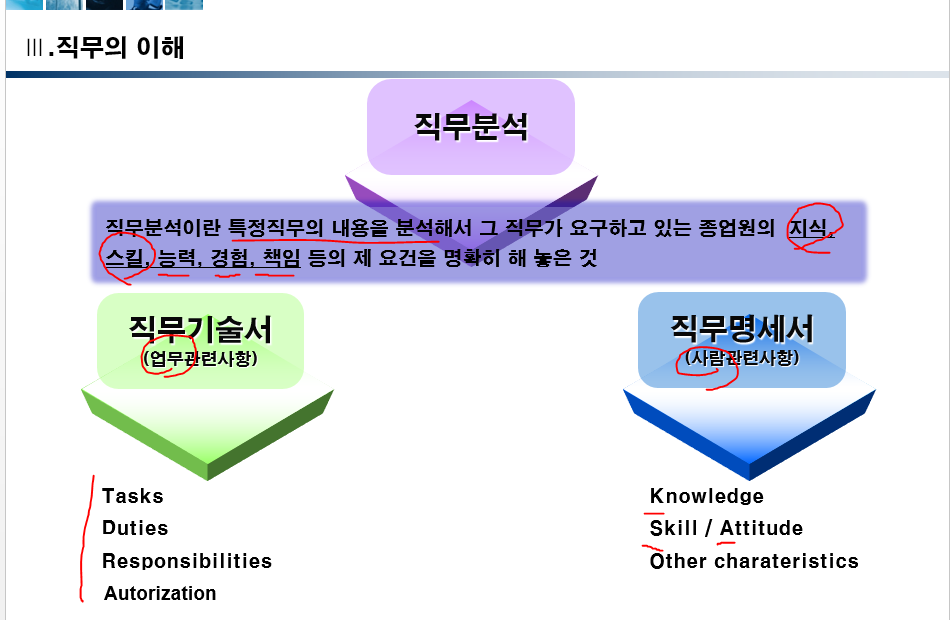 Ⅲ.직무의 이해
직무분석
직무분석이란 특정직무의 내용을 분석해서 그 직무가 요구하고 있는 종업원의 지식,
스킬, 능력, 경험, 책임 등의 제 요건을 명확히 해 놓은 것
직무기술서
(업무관련사항)
직무명세서
(사람관련사항)
Tasks
Duties
Responsibilities
Autorization
Knowledge
Skill / Attitude
Other charateristics